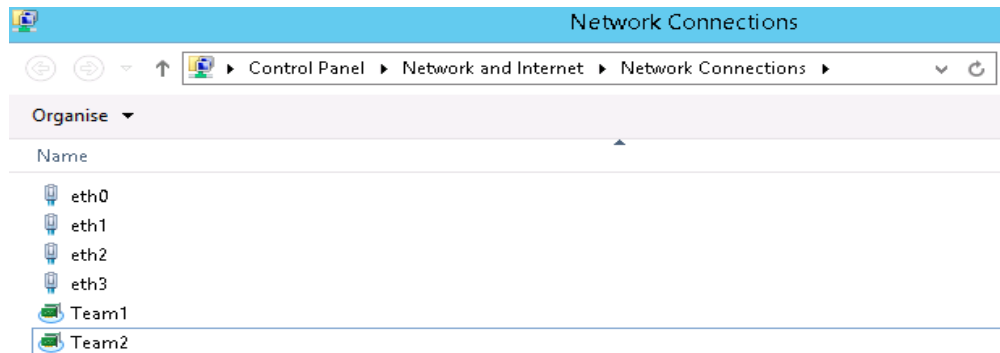 Network Connections
Control Panel Network and Internet Network Connections
Organise
Name
eth0
eth1
eth2
eth3
Team1
Team2